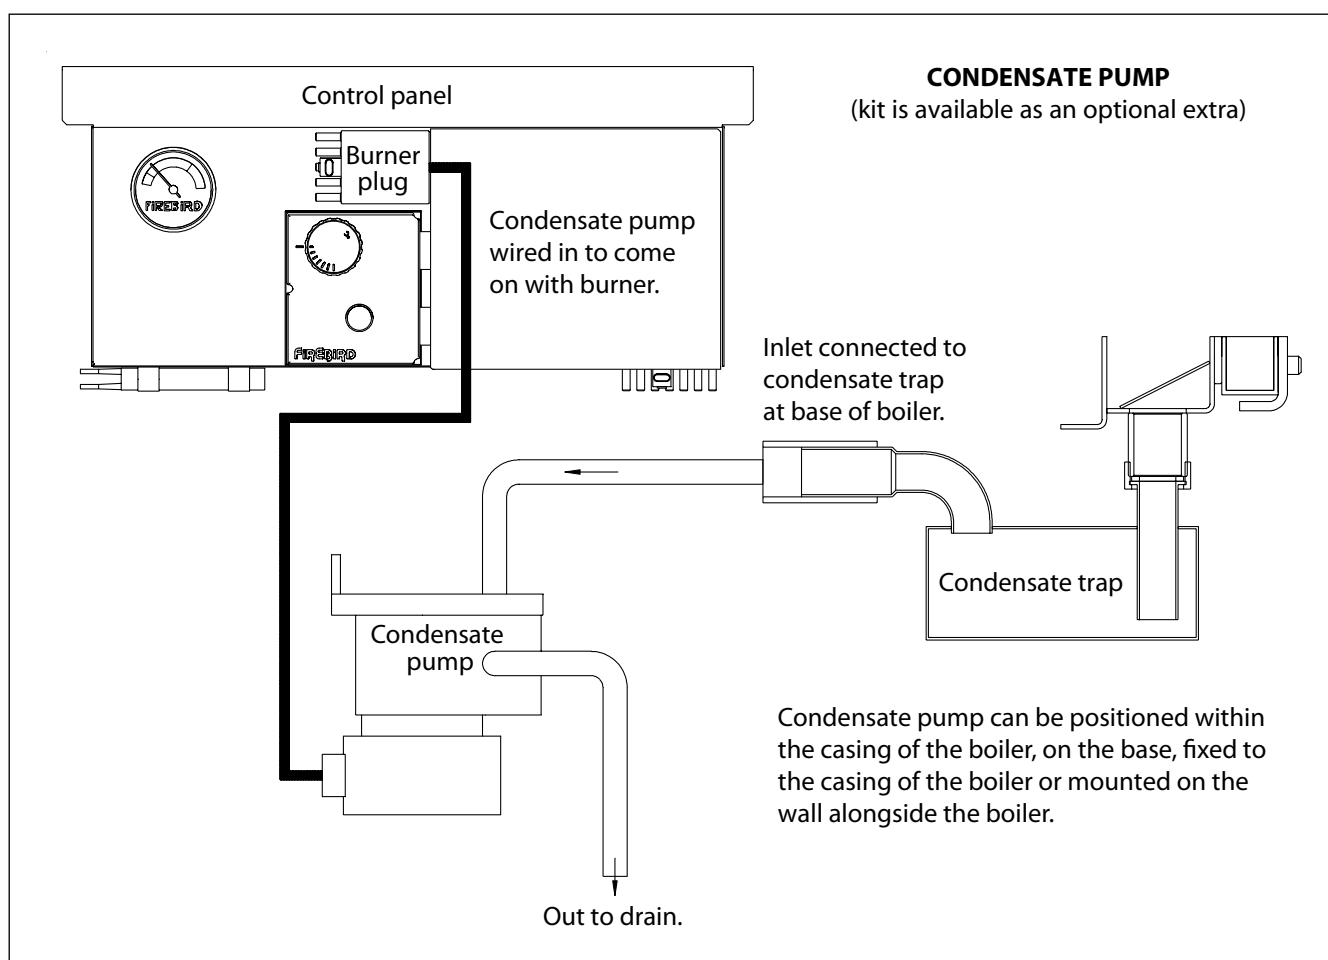 CONDENSATE PUMP
(kit is available as an optional extra)
Control panel
Burner
plug
FIREBIRD
Condensate pump
wired in to come
on with burner.
FIREBIRD
Inlet connected to
condensate trap
at base of boiler.
Condensate trap
Condensate
pump
Condensate pump can be positioned within
the casing of the boiler, on the base, fixed to
the casing of the boiler or mounted on the
wall alongside the boiler.
Out to drain.